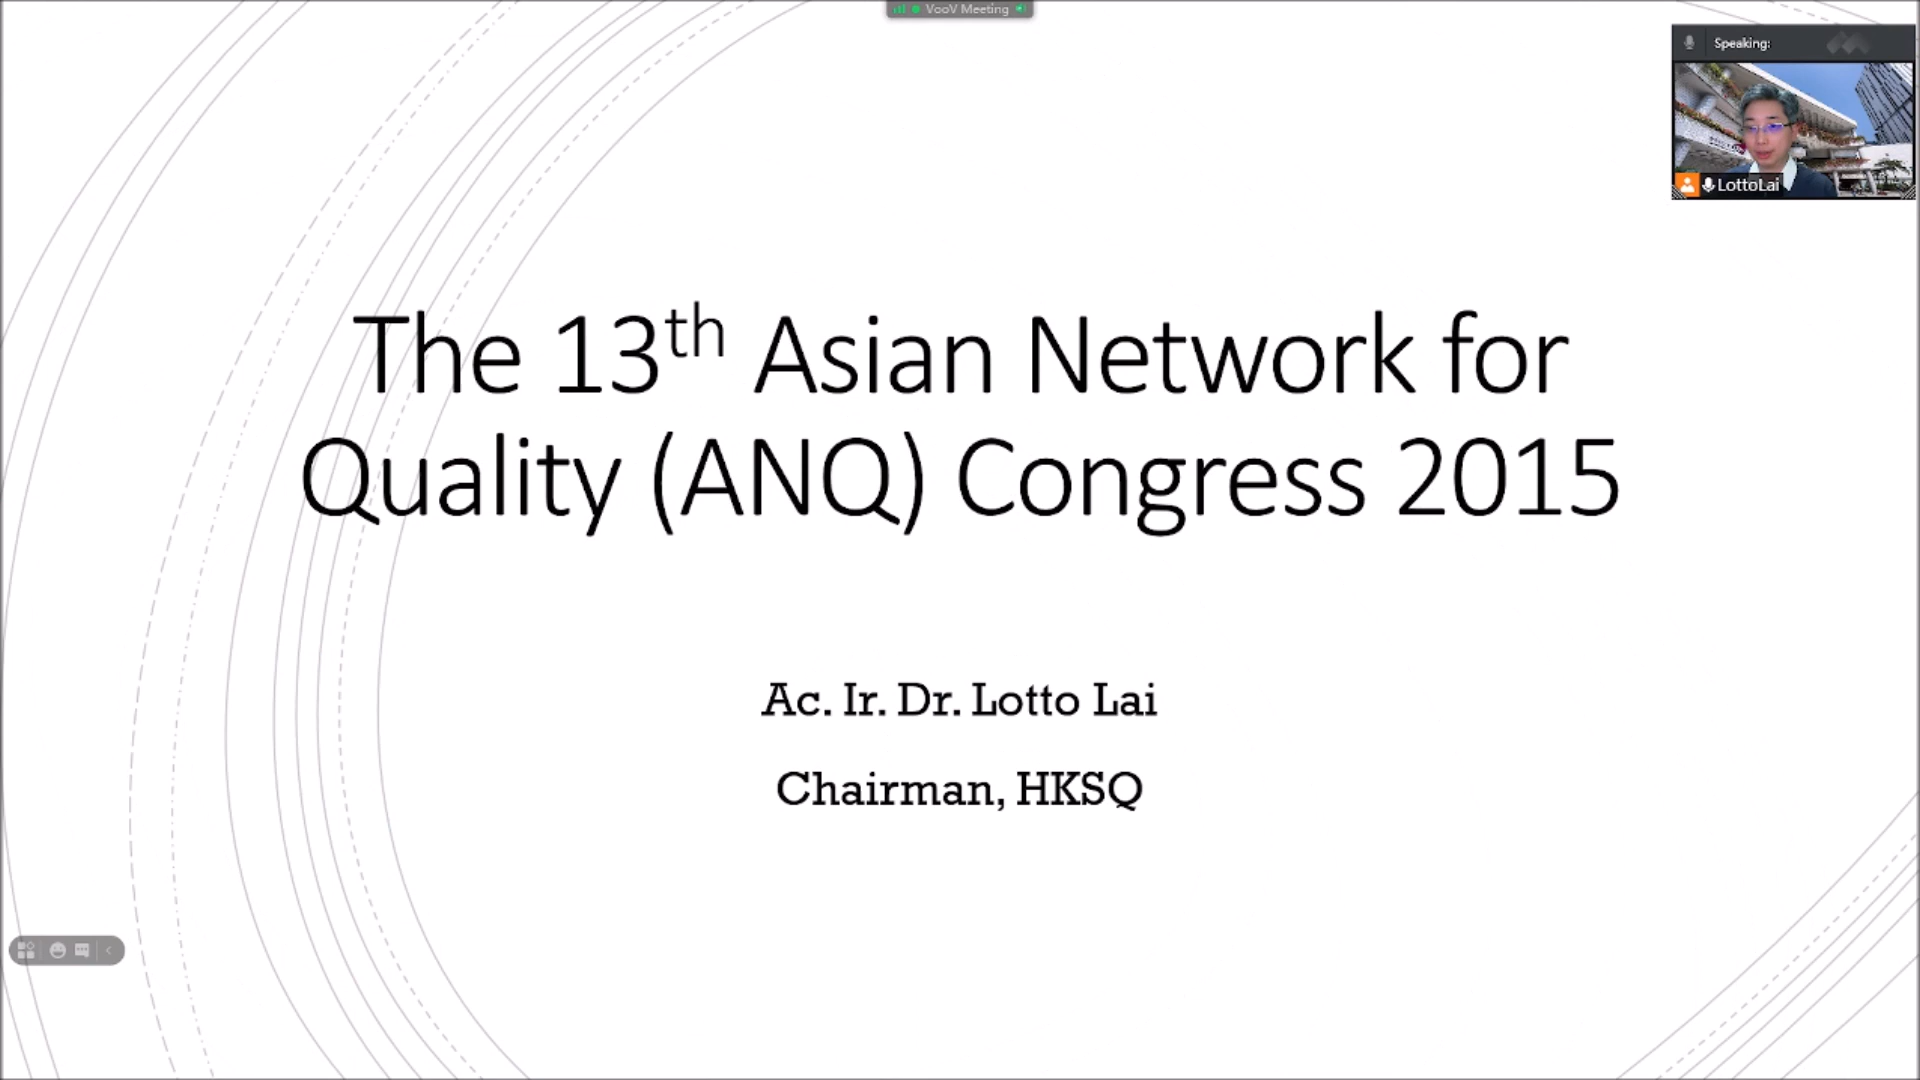 VooV Meeting
Speaking:
LottoLai
The 13th Asian Network for
Quality (ANQ) Congress 2015
Ac. Ir. Dr. Lotto Lai
Chairman, HKSQ